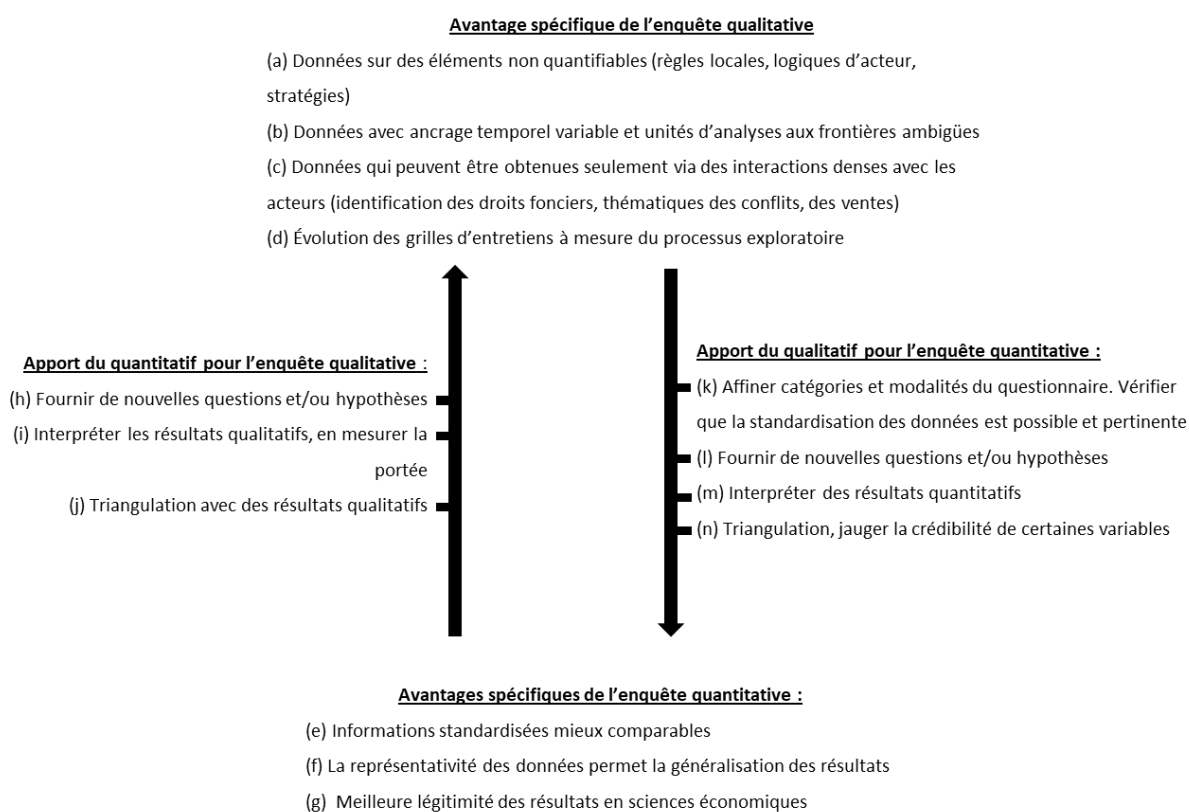 Avantage spécifique de l’enquête qualitative
(a) Données sur des éléments non quantifiables (règles locales, logiques d’acteur,
stratégies)
(b) Données avec ancrage temporel variable et unités d’analyses aux frontières ambigües
(c) Données qui peuvent être obtenues seulement via des interactions denses avec les
acteurs (identification des droits fonciers, thématiques des conflits, des ventes)
(d) Évolution des grilles d’entretiens à mesure du processus exploratoire
Apport du quantitatif pour l’enquête qualitative :
(h) Fournir de nouvelles questions et/ou hypothèses
(i) Interpréter les résultats qualitatifs, en mesurer la
portée
(j) Triangulation avec des résultats qualitatifs
Apport du qualitatif pour l’enquête quantitative :
(k) Affiner catégories et modalités du questionnaire. Vérifier
que la standardisation des données est possible et pertinente
(l) Fournir de nouvelles questions et/ou hypothèses
(m) Interpréter des résultats quantitatifs
(n) Triangulation, jauger la crédibilité de certaines variables
Avantages spécifiques de l’enquête quantitative :
(e) Informations standardisées mieux comparables
(f) La représentativité des données permet la généralisation des résultats
(g) Meilleure légitimité des résultats en sciences économiques